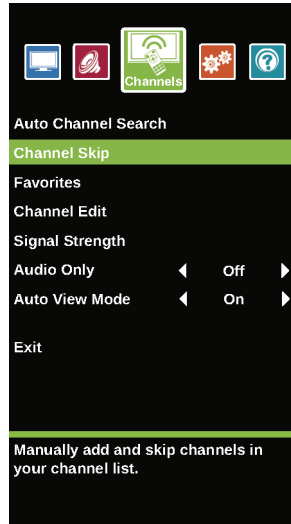 Channels
Auto Channel Search
Channel Skip
Favorites
Channel Edit
Signal Strength
Audio Only Off
Auto View Mode On
Exit
Manually add and skip channels in
your channel list.